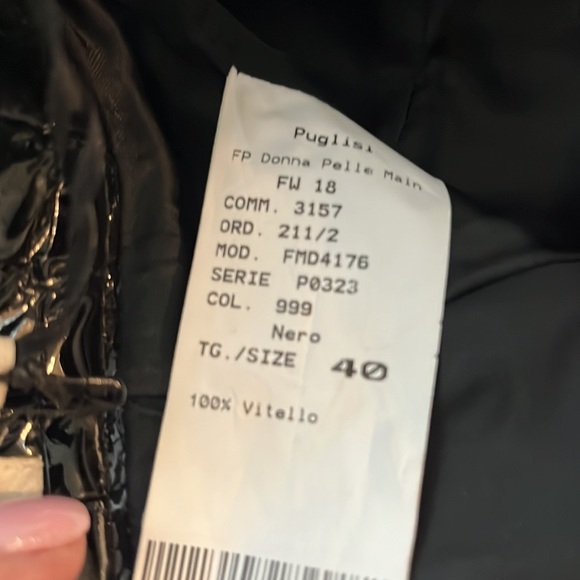 Puglisi
FP Donna Pelle Main
FW 18
COMM. 3157
ORD. 211/2
MOD. FMD4176
SERIE P0323
COL. 999
Nero
TG./SIZE 40
100% Vitello